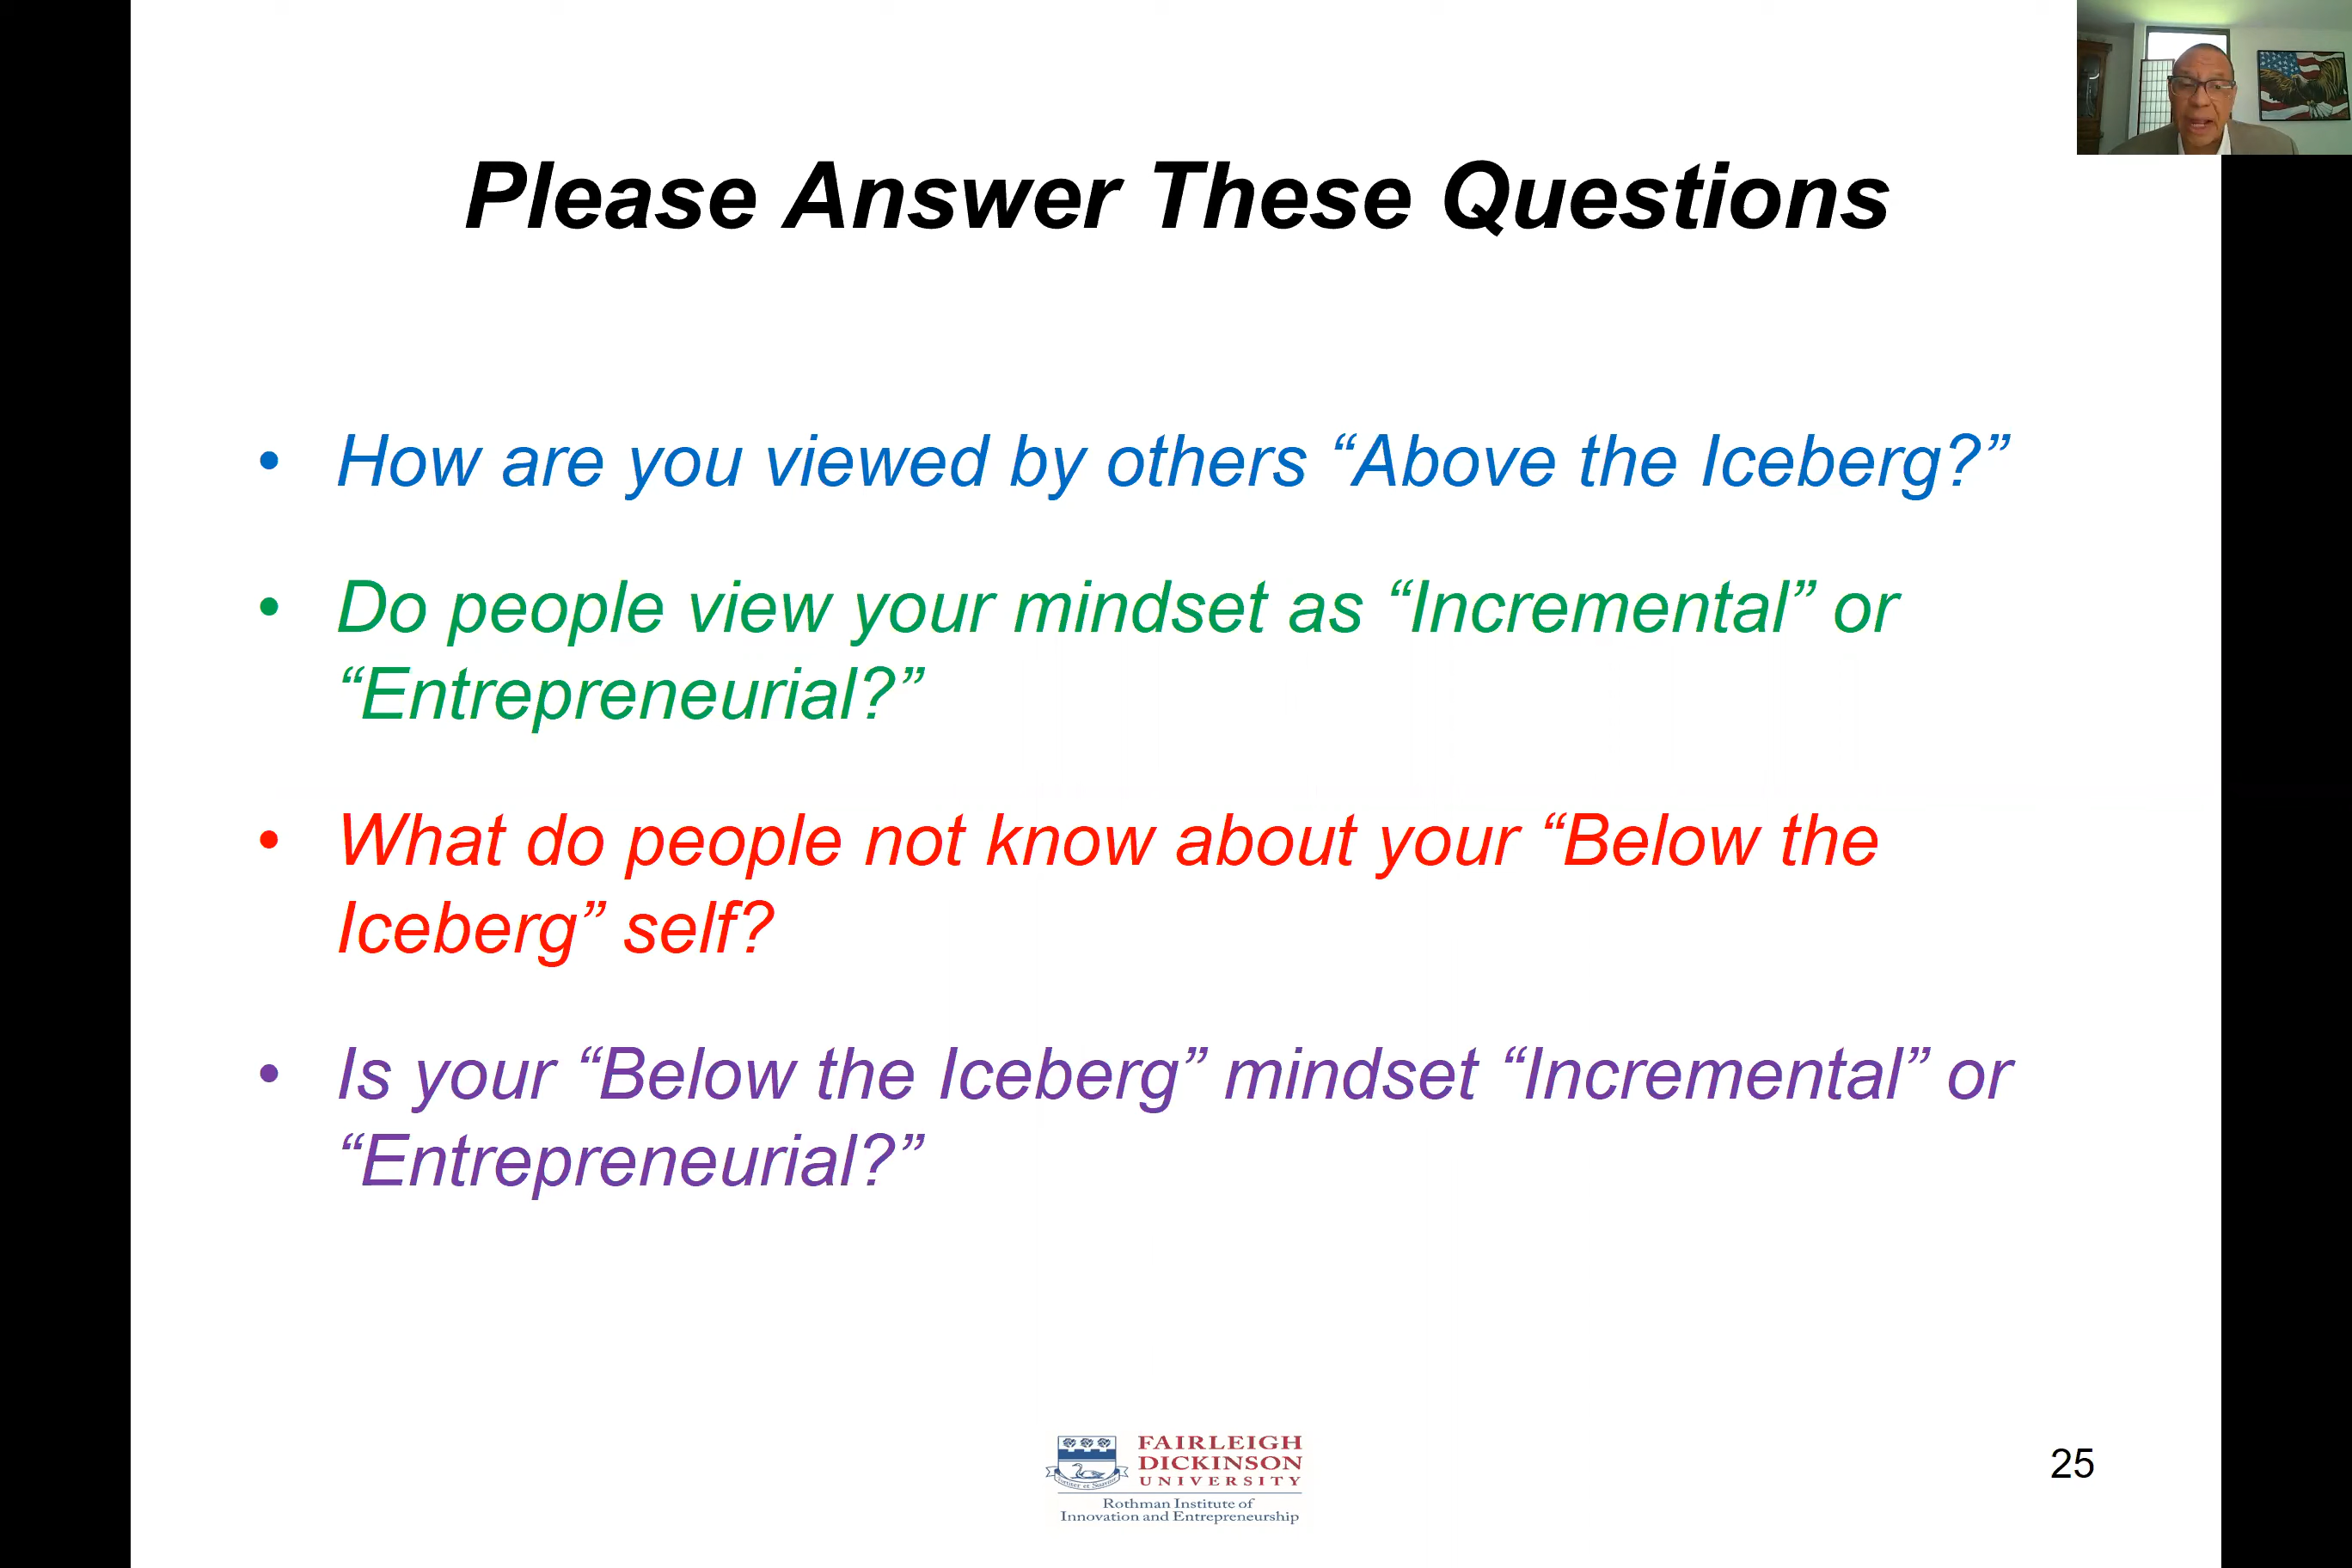 Please Answer These Questions
• How are you viewed by others “Above the Iceberg?”
• Do people view your mindset as “Incremental” or
“Entrepreneurial?”
• What do people not know about your “Below the
Iceberg” self?
• Is your “Below the Iceberg” mindset “Incremental” or
“Entrepreneurial?”
FAIRLEIGH
DICKINSON
UNIVERSITY
Rothman Institute of
Innovation and Entrepreneurship
25